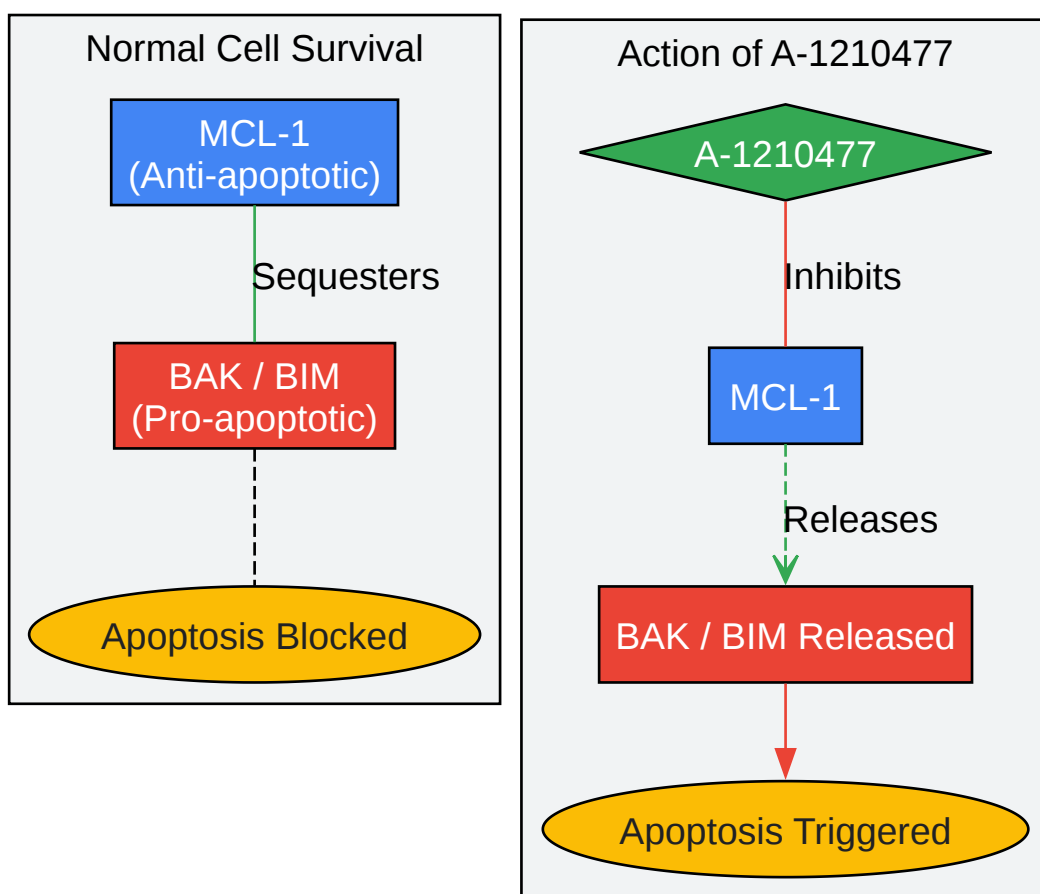 Normal Cell Survival
MCL-1
(Anti-apoptotic)
Sequesters
BAK / BIM
(Pro-apoptotic)
Apoptosis Blocked
Action of A-1210477
A-1210477
Inhibits
MCL-1
Releases
BAK / BIM Released
Apoptosis Triggered